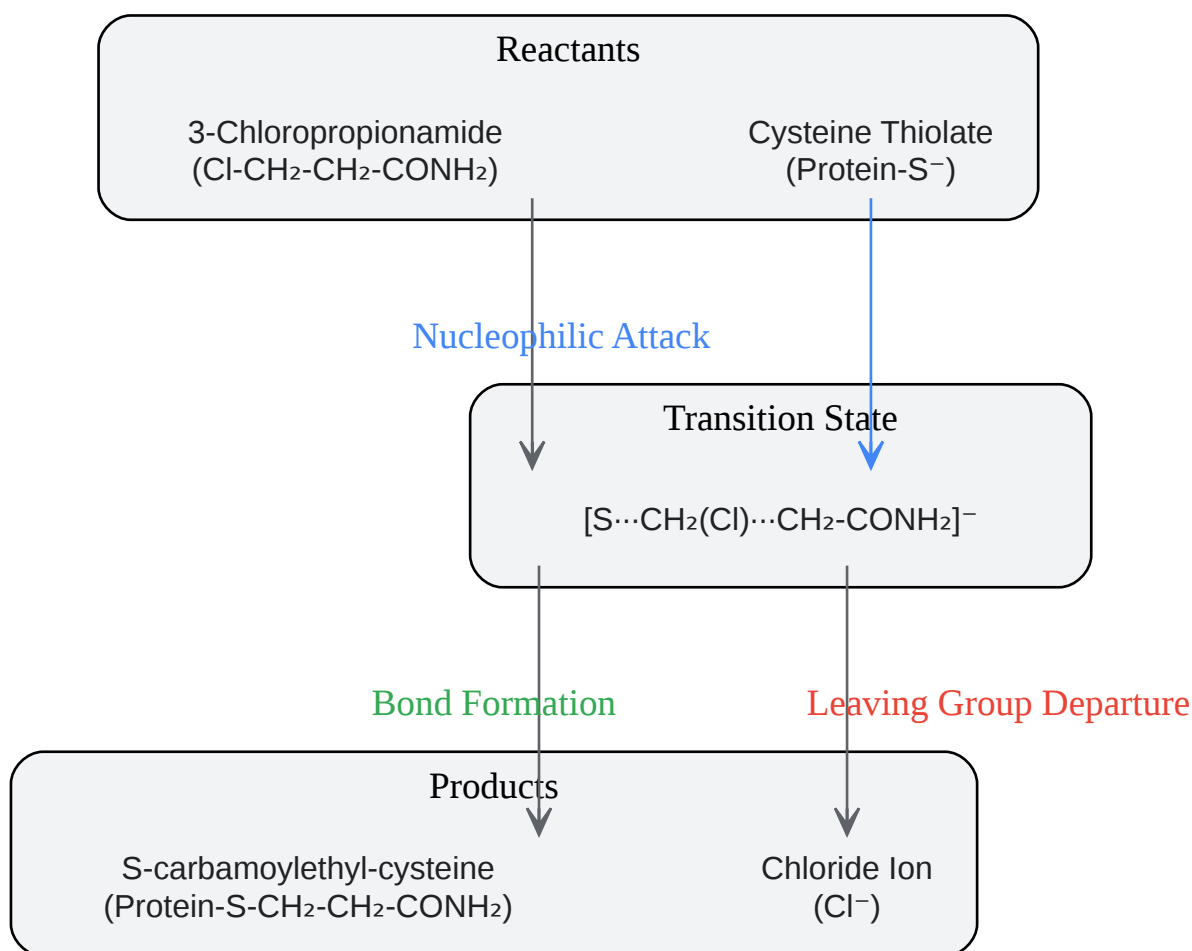 Reactants
3-Chloropropionamide
(Cl-CH₂-CH₂-CONH₂)
Cysteine Thiolate
(Protein-S⁻)
Nucleophilic Attack
Transition State
[S···CH₂(Cl)···CH₂-CONH₂]⁻
Bond Formation
Leaving Group Departure
Products
S-carbamoylethyl-cysteine
(Protein-S-CH₂-CH₂-CONH₂)
Chloride Ion
(Cl⁻)